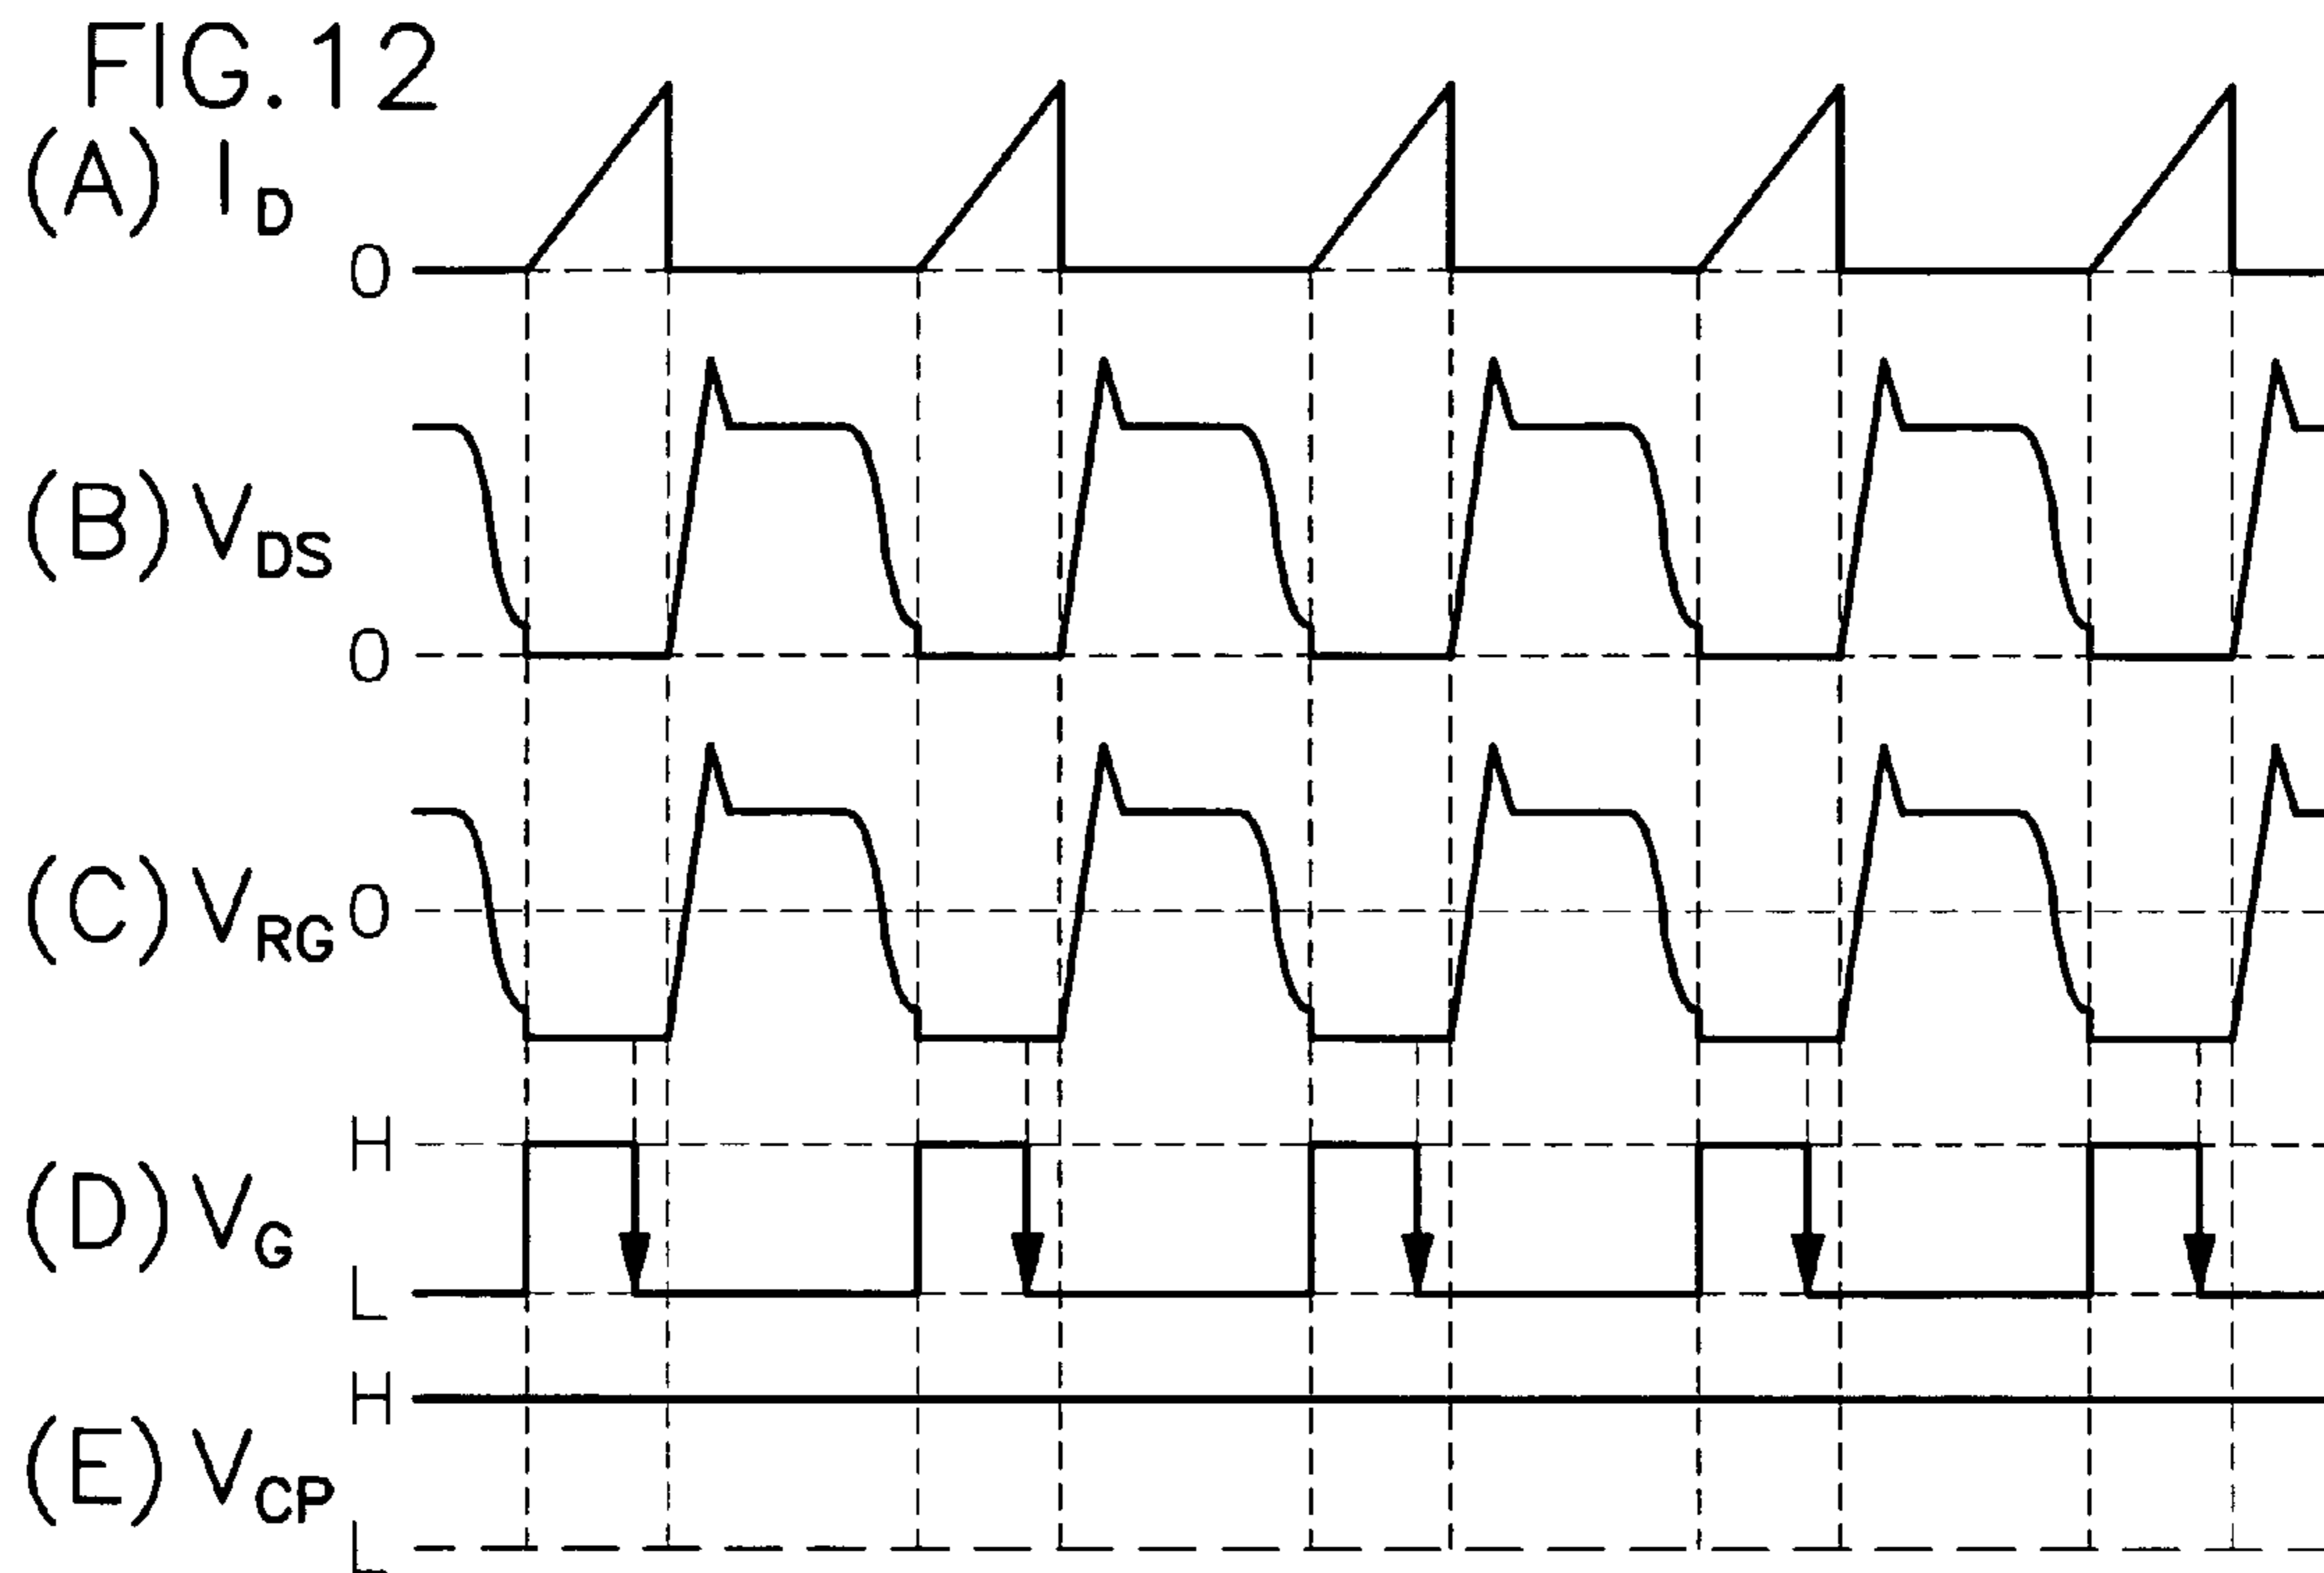 FIG.12
(A) I_D
0
(B) V_DS
0
(C) V_RG 0
H
(D) V_G
L
H
(E) V_CP
L